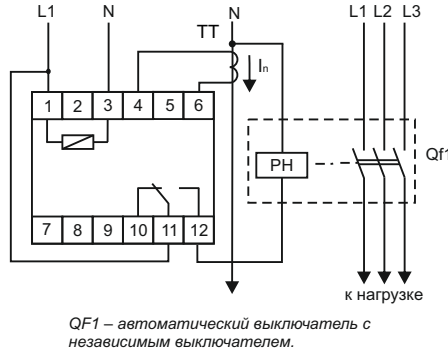 L1 N TT N L1 L2 L3
In
1 2 3 4 5 6
Qf1
PH
7 8 9 10 11 12
к нагрузке
QF1 – автоматический выключатель с
независимым выключателем.